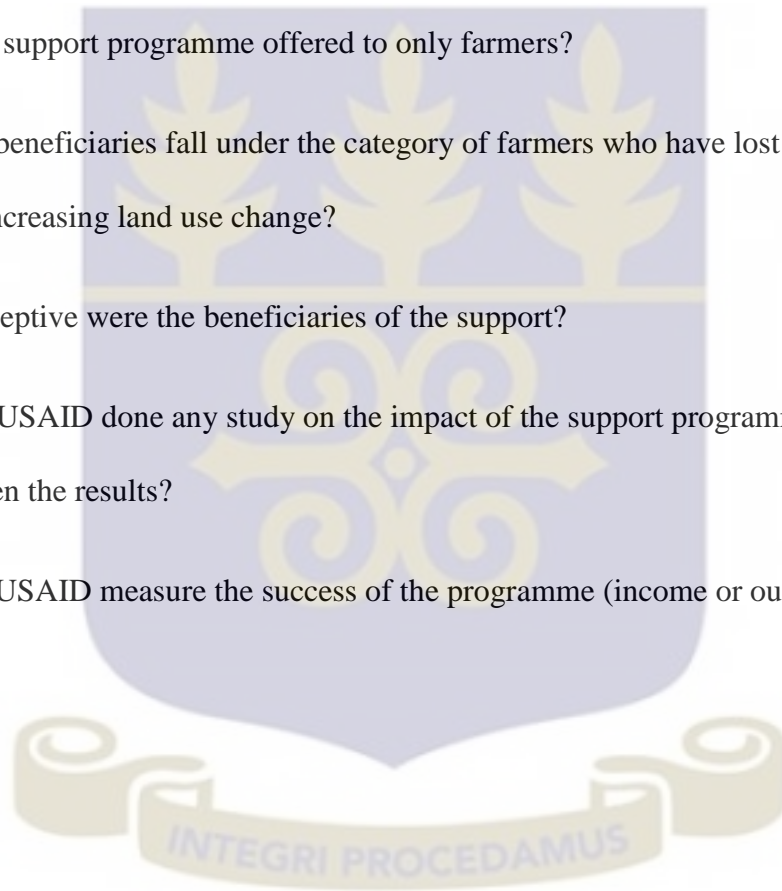 support programme offered to only farmers?
beneficiaries fall under the category of farmers who have lost
ncreasing land use change?
eptive were the beneficiaries of the support?
USAID done any study on the impact of the support program
en the results?
USAID measure the success of the programme (income or ou
INTEGRI PROCEDAMUS